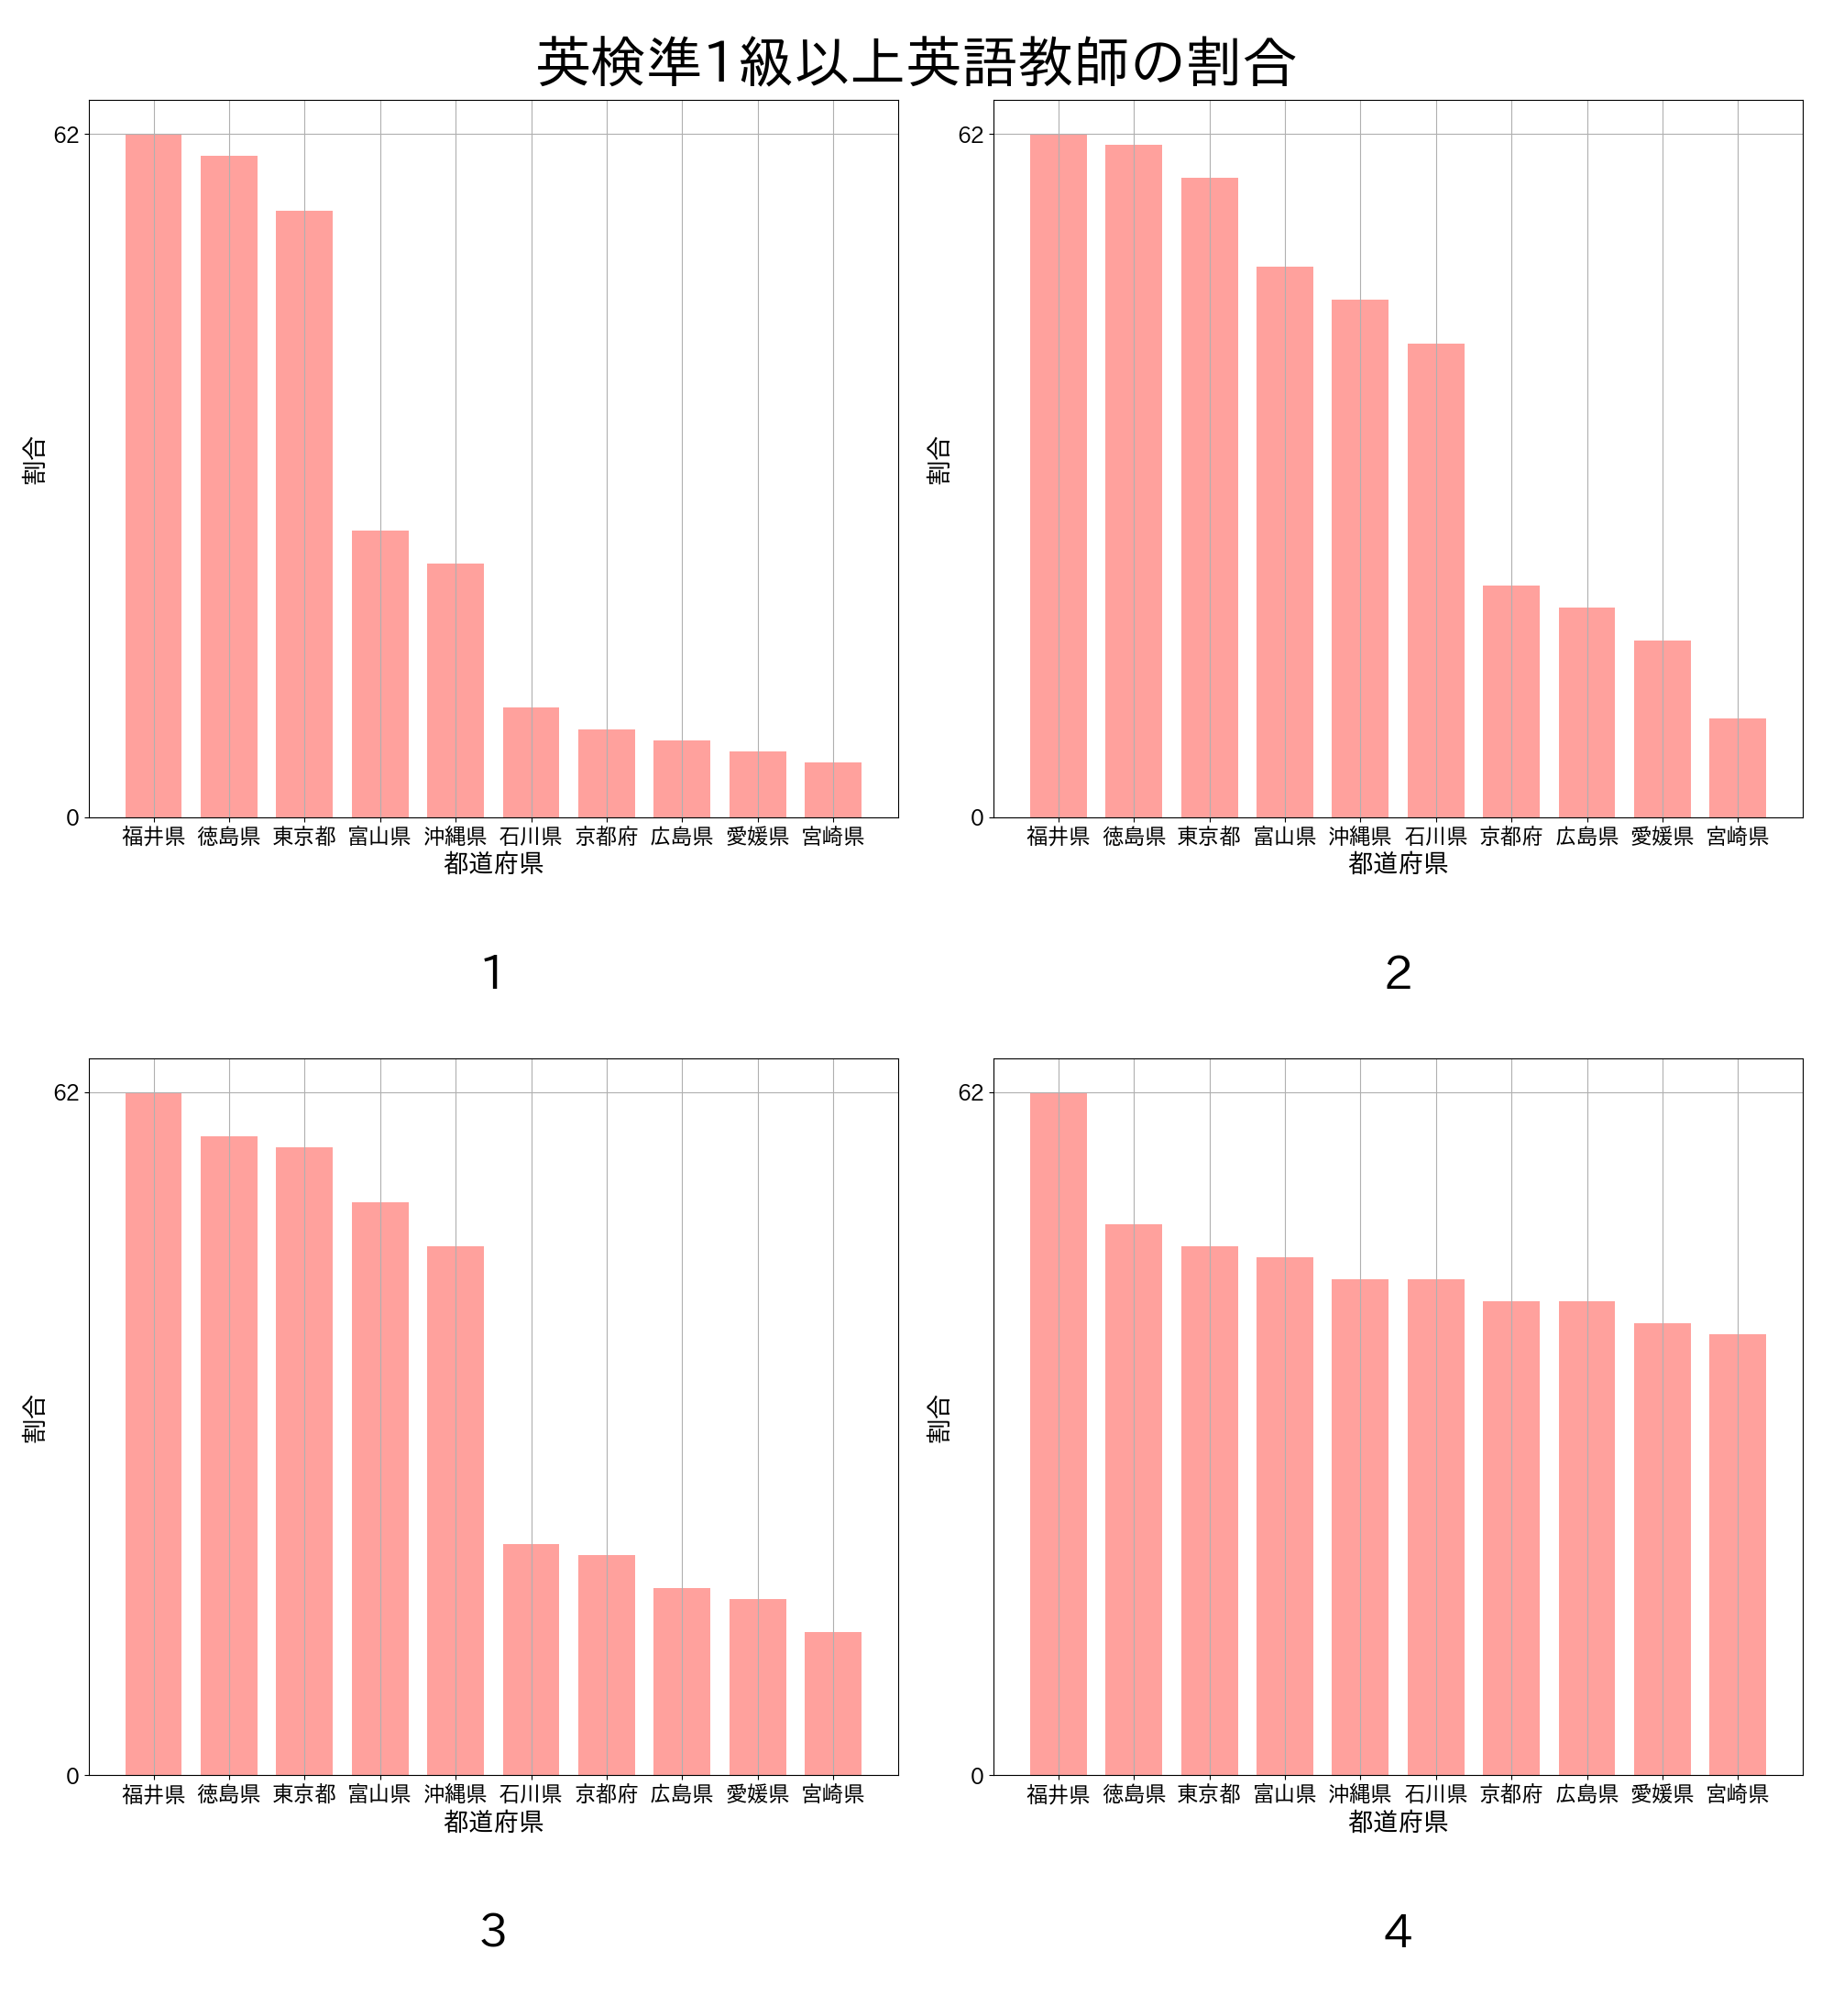 英検準1級以上英語教師の割合
62
0
割合
福井県 徳島県 東京都 富山県 沖縄県 石川県 京都府 広島県 愛媛県 宮崎県
都道府県
1
62
0
割合
福井県 徳島県 東京都 富山県 沖縄県 石川県 京都府 広島県 愛媛県 宮崎県
都道府県
2
62
0
割合
福井県 徳島県 東京都 富山県 沖縄県 石川県 京都府 広島県 愛媛県 宮崎県
都道府県
3
62
0
割合
福井県 徳島県 東京都 富山県 沖縄県 石川県 京都府 広島県 愛媛県 宮崎県
都道府県
4